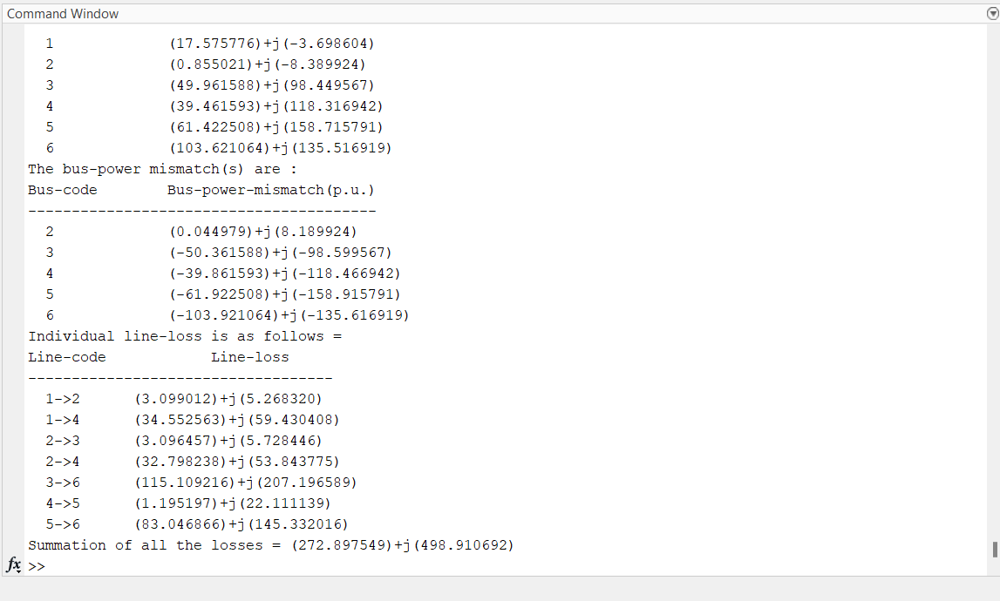 Command Window
1 (17.575776)+j(-3.698604)
2 (0.855021)+j(-8.389924)
3 (49.961588)+j(98.449567)
4 (39.461593)+j(118.316942)
5 (61.422508)+j(158.715791)
6 (103.621064)+j(135.516919)
The bus-power mismatch(s) are :
Bus-code Bus-power-mismatch(p.u.)
----------------------------------------
2 (0.044979)+j(8.189924)
3 (-50.361588)+j(-98.599567)
4 (-39.861593)+j(-118.466942)
5 (-61.922508)+j(-158.915791)
6 (-103.921064)+j(-135.616919)
Individual line-loss is as follows =
Line-code Line-loss
-----------------------------------
1->2 (3.099012)+j(5.268320)
1->4 (34.552563)+j(59.430408)
2->3 (3.096457)+j(5.728446)
2->4 (32.798238)+j(53.843775)
3->6 (115.109216)+j(207.196589)
4->5 (1.195197)+j(22.111139)
5->6 (83.046866)+j(145.332016)
Summation of all the losses = (272.897549)+j(498.910692)
fx >>